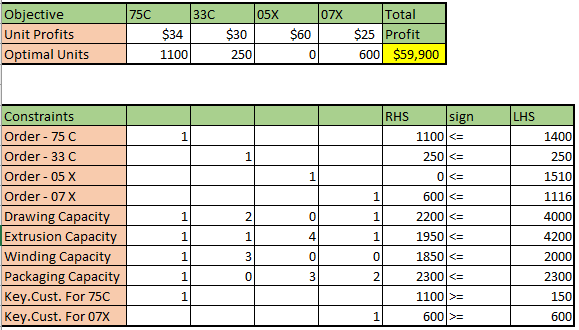 Objective 75C 33C 05X 07X Total
Unit Profits $34 $30 $60 $25 Profit
Optimal Units 1100 250 0 600 $59,900
Constraints RHS sign LHS
Order - 75 C 1 1100 <= 1400
Order - 33 C 1 250 <= 250
Order - 05 X 1 0 <= 1510
Order - 07 X 1 600 <= 1116
Drawing Capacity 1 2 0 1 2200 <= 4000
Extrusion Capacity 1 1 4 1 1950 <= 4200
Winding Capacity 1 3 0 0 1850 <= 2000
Packaging Capacity 1 0 3 2 2300 <= 2300
Key.Cust. For 75C 1 1100 >= 150
Key.Cust. For 07X 1 600 >= 600